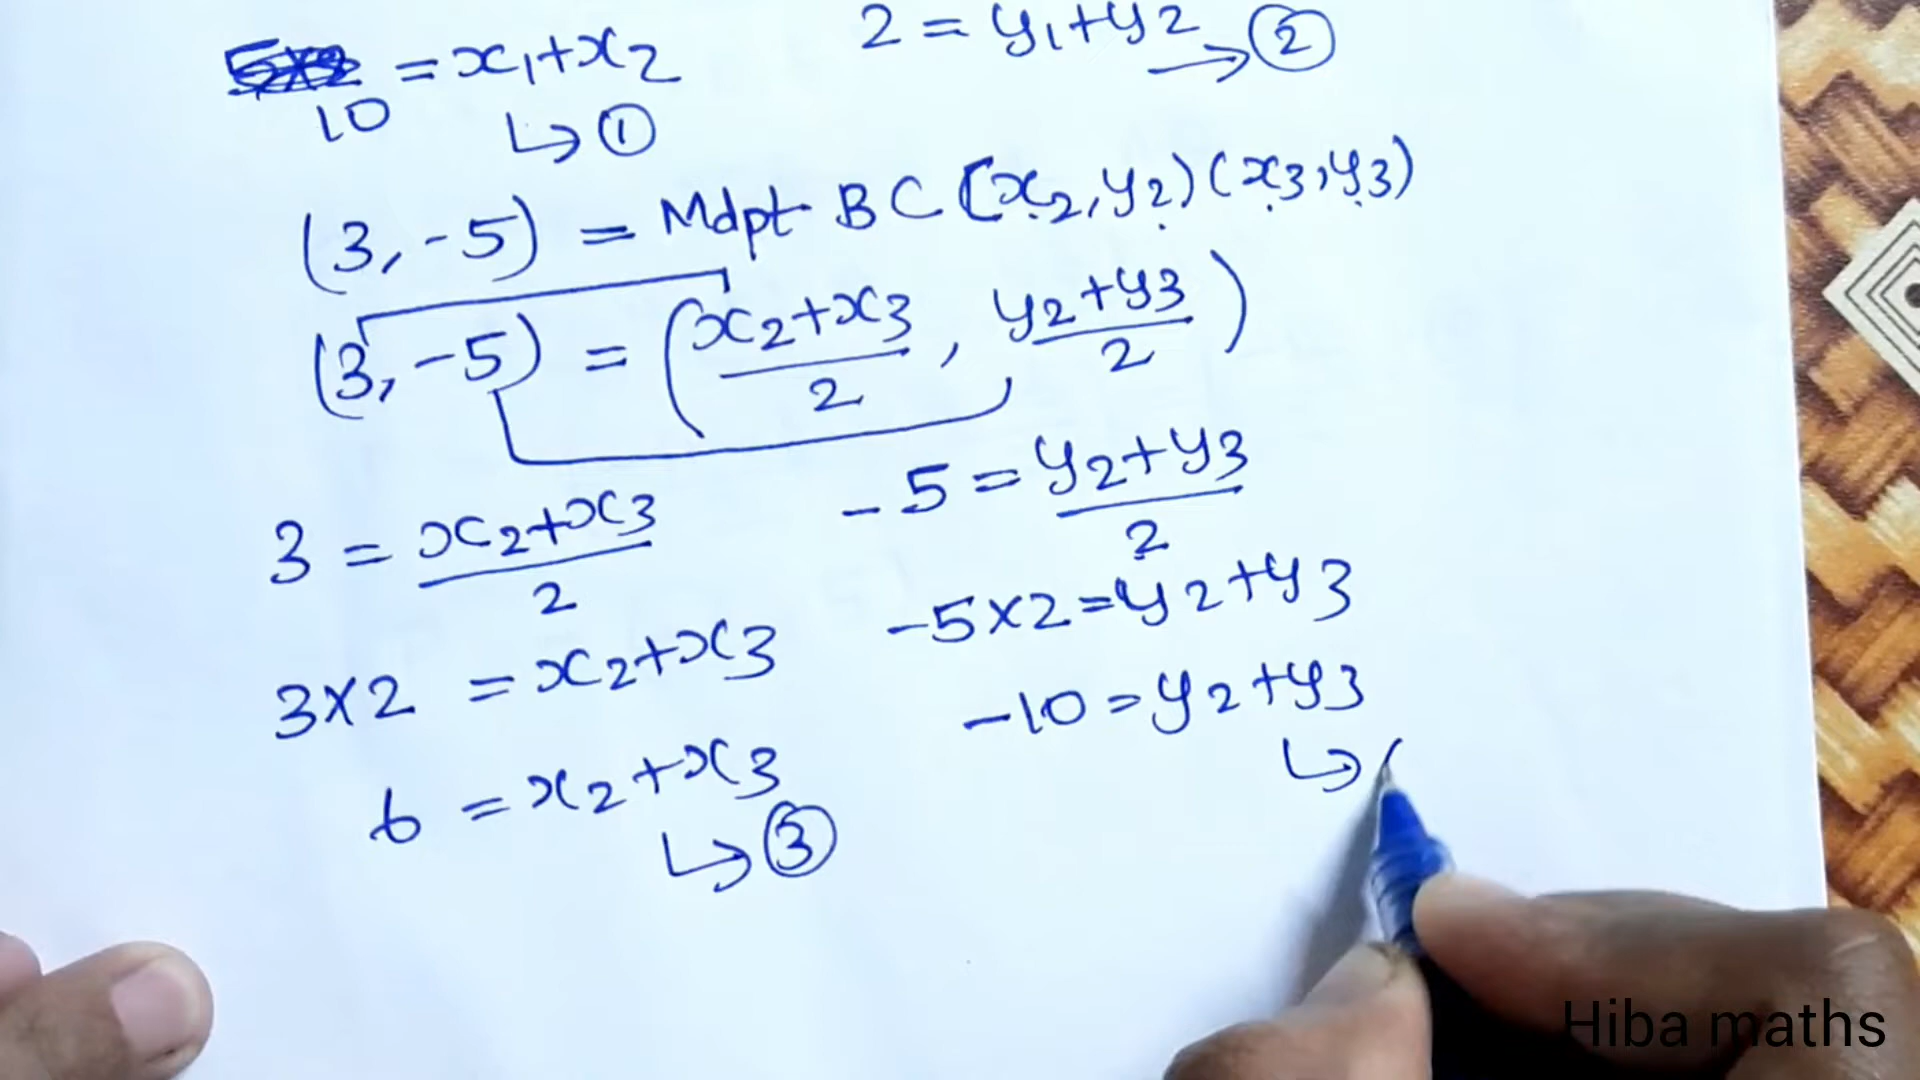 5×2 = x₁+x₂
10
↳ ①
2 = y₁+y₂
→ ②
(3, -5) = Mdpt BC (x₂, y₂) (x₃, y₃)
(3, -5) = (x₂+x₃/2, y₂+y₃/2)
3 = x₂+x₃/2
3×2 = x₂+x₃
6 = x₂+x₃
↳ ③
-5 = y₂+y₃/2
-5×2 = y₂+y₃
-10 = y₂+y₃
↳ (
Hiba maths